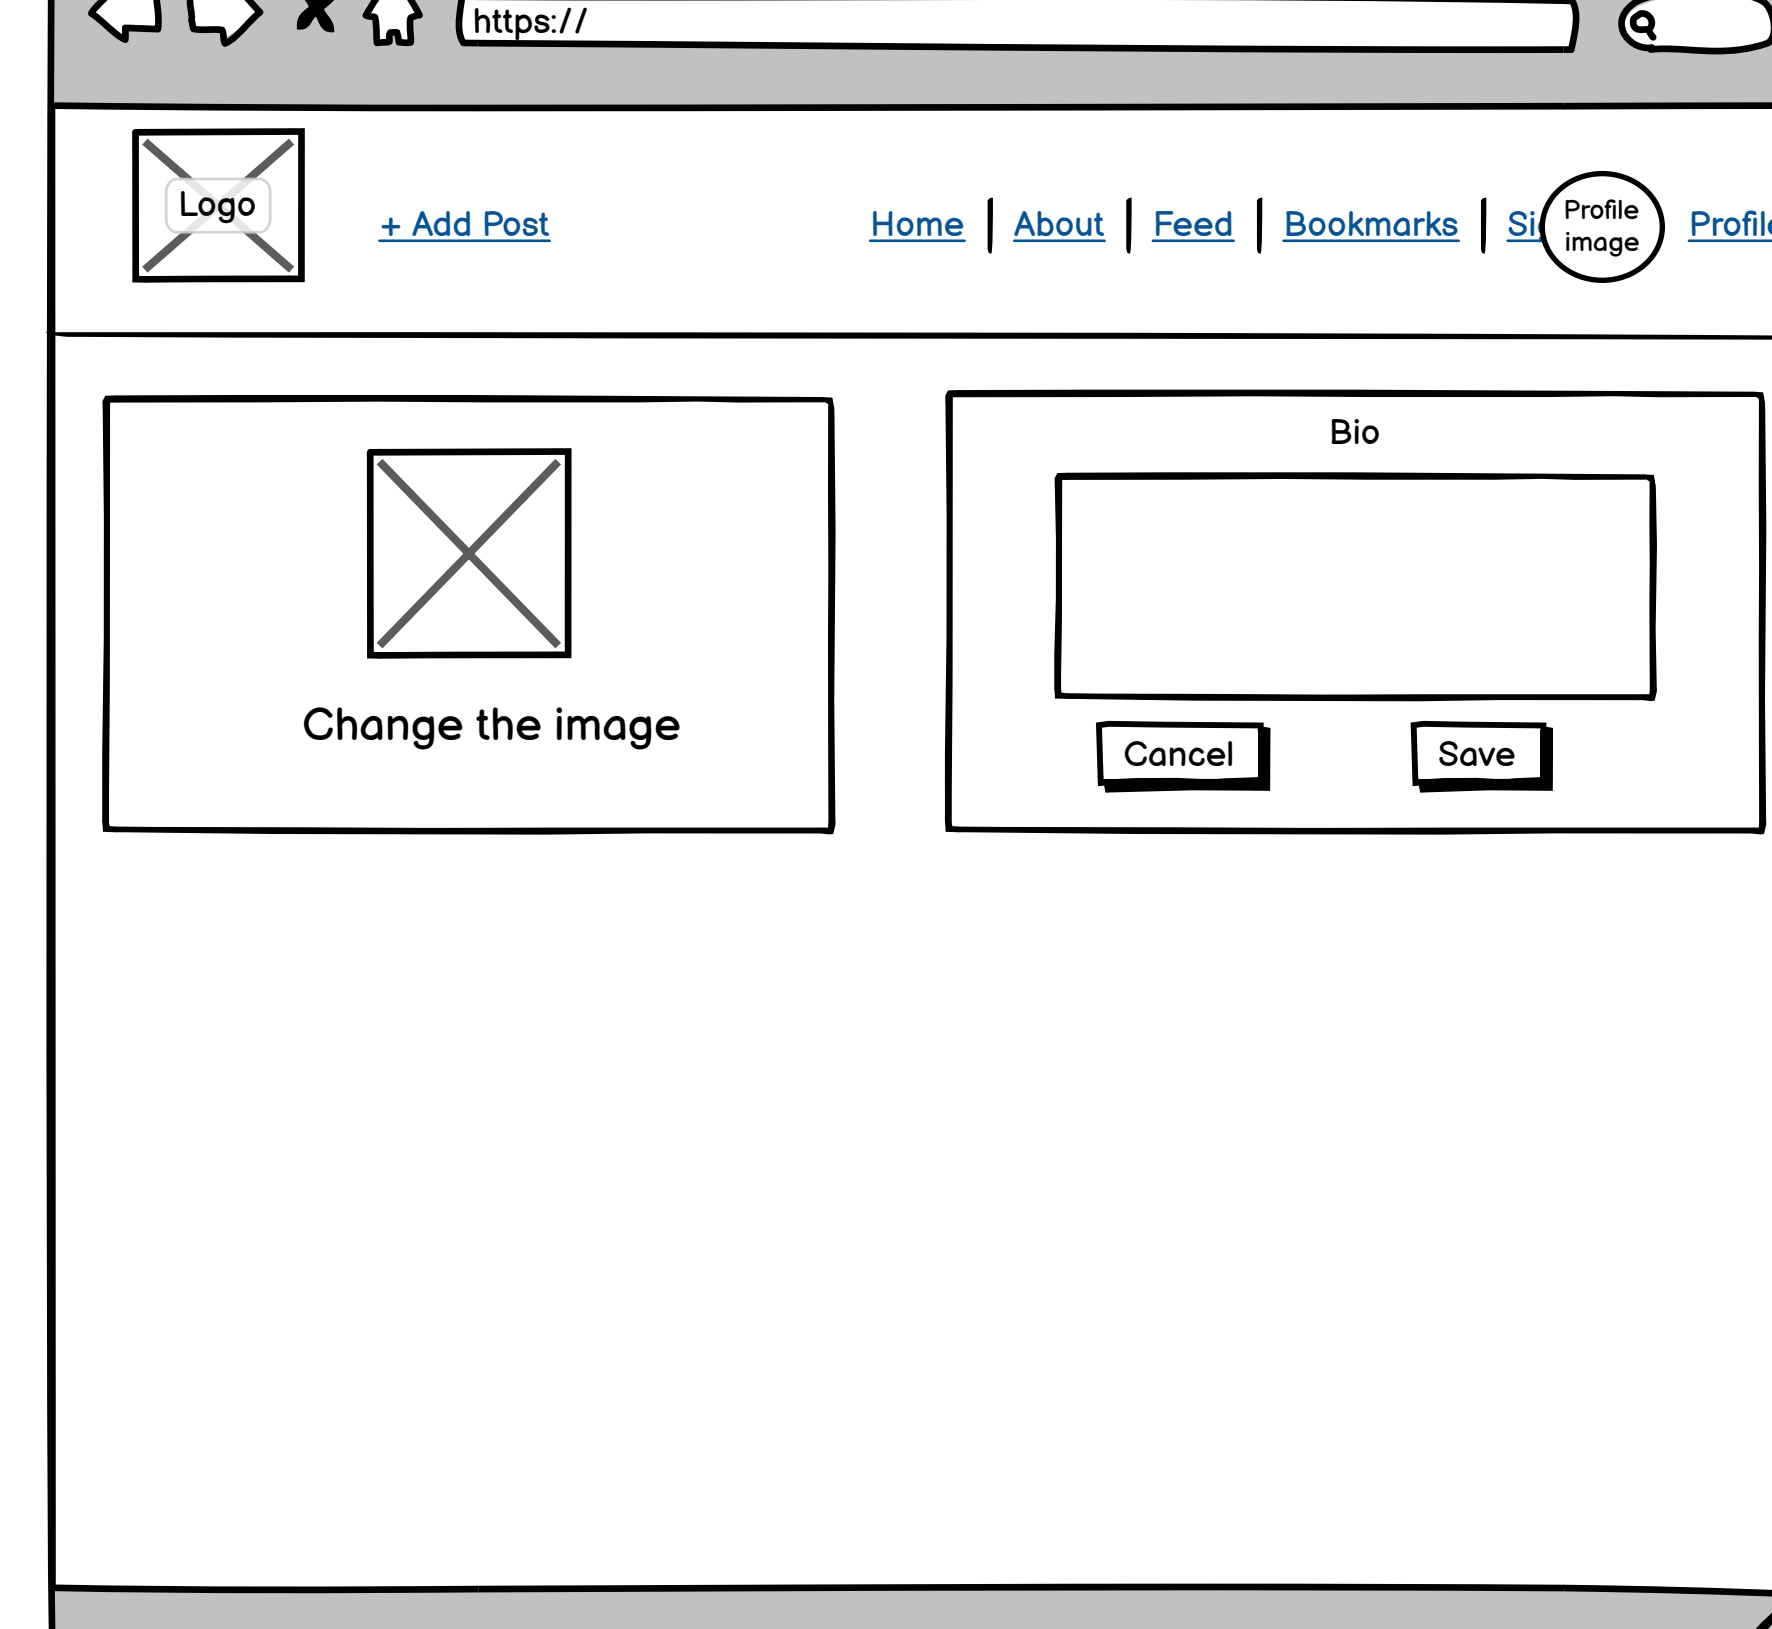 https://
Logo
+ Add Post
Home | About | Feed | Bookmarks |
Profile
image
Bio
Change the image
Cancel
Save